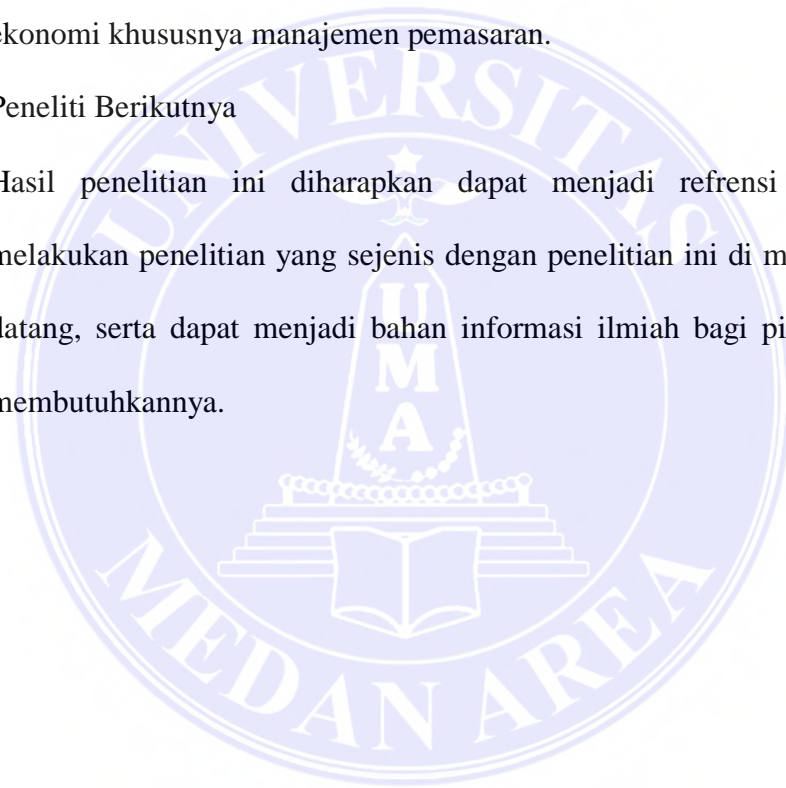 ekonomi khususnya manajemen pemasaran.
Peneliti Berikutnya
Hasil penelitian ini diharapkan dapat menjadi refrensi
melakukan penelitian yang sejenis dengan penelitian ini di
datang, serta dapat menjadi bahan informasi ilmiah bagi
membutuhkannya.
UNIVERSITAS
UMA
MEDAN AREA